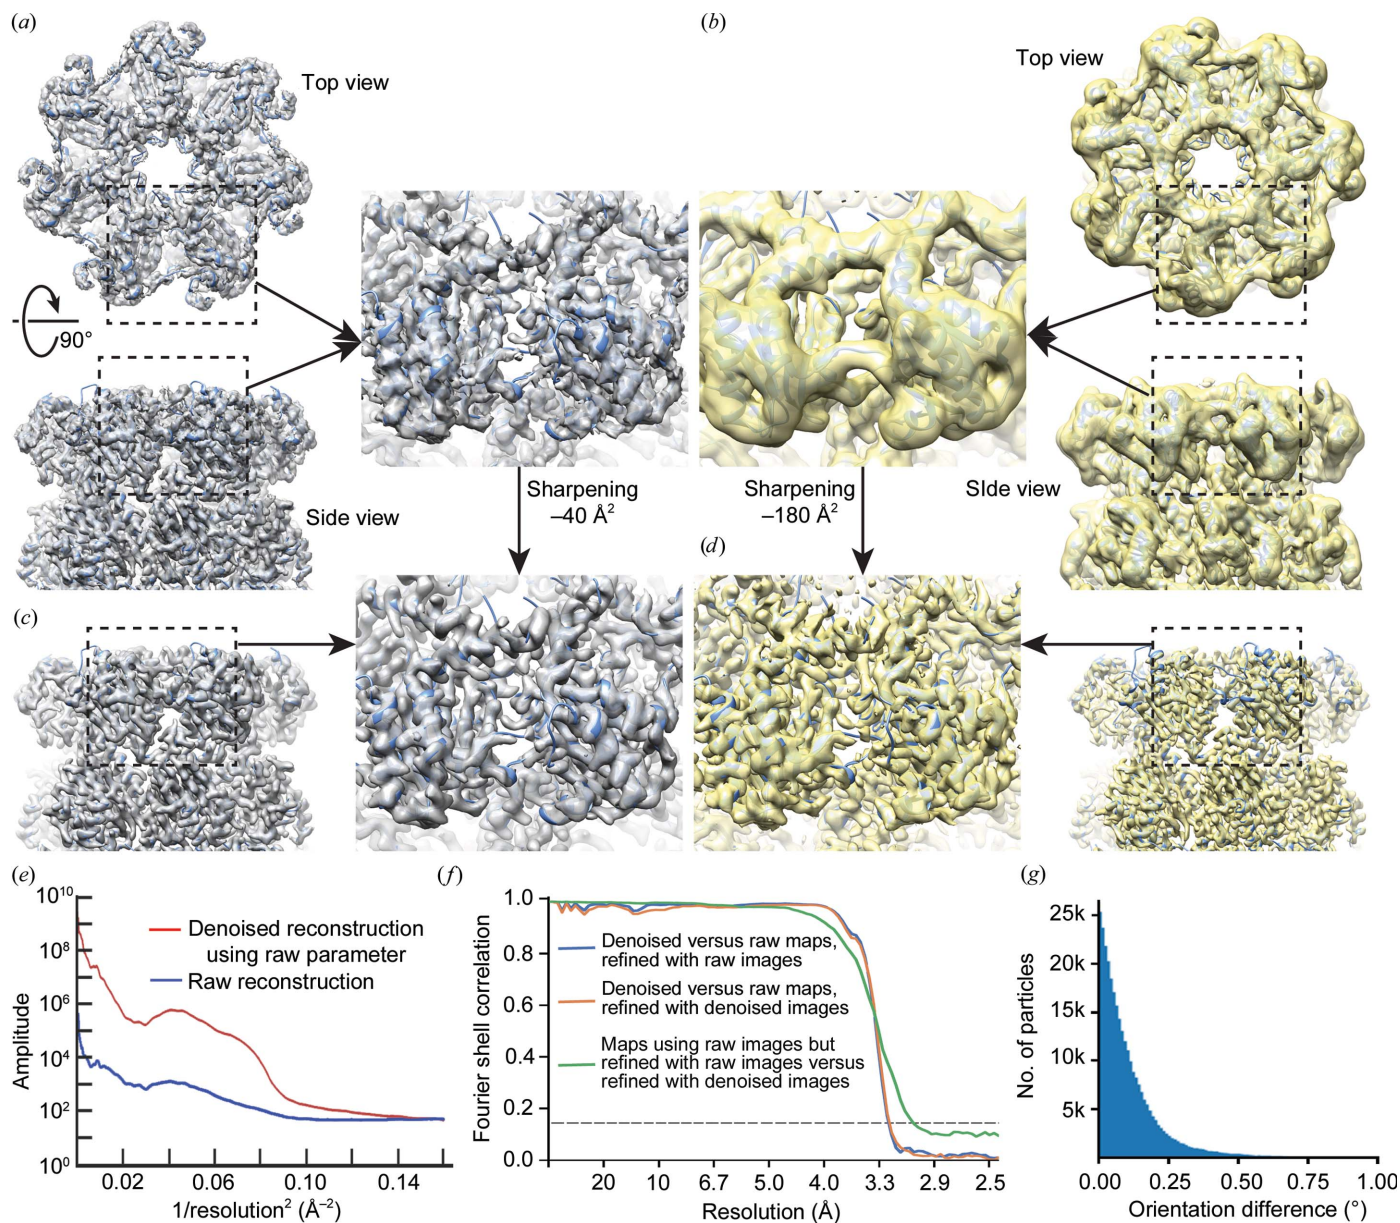 (a)
Top view
90°
Side view
(b)
Top view
SIde view
Sharpening
–40 Å²
Sharpening
–180 Å²
(c)
(d)
(e)
Amplitude
10¹⁰
10⁸
10⁶
10⁴
10²
10⁰
Denoised reconstruction
using raw parameter
Raw reconstruction
0.02
0.06
0.10
0.14
1/resolution² (Å⁻²)
(f)
Fourier shell correlation
1.0
0.8
0.6
0.4
0.2
0.0
Denoised versus raw maps,
refined with raw images
Denoised versus raw maps,
refined with denoised images
Maps using raw images but
refined with raw images versus
refined with denoised images
20
10
6.7
5.0
4.0
3.3
2.9
2.5
Resolution (Å)
(g)
No. of particles
25k
20k
15k
10k
5k
0.00
0.25
0.50
0.75
1.00
Orientation difference (°)